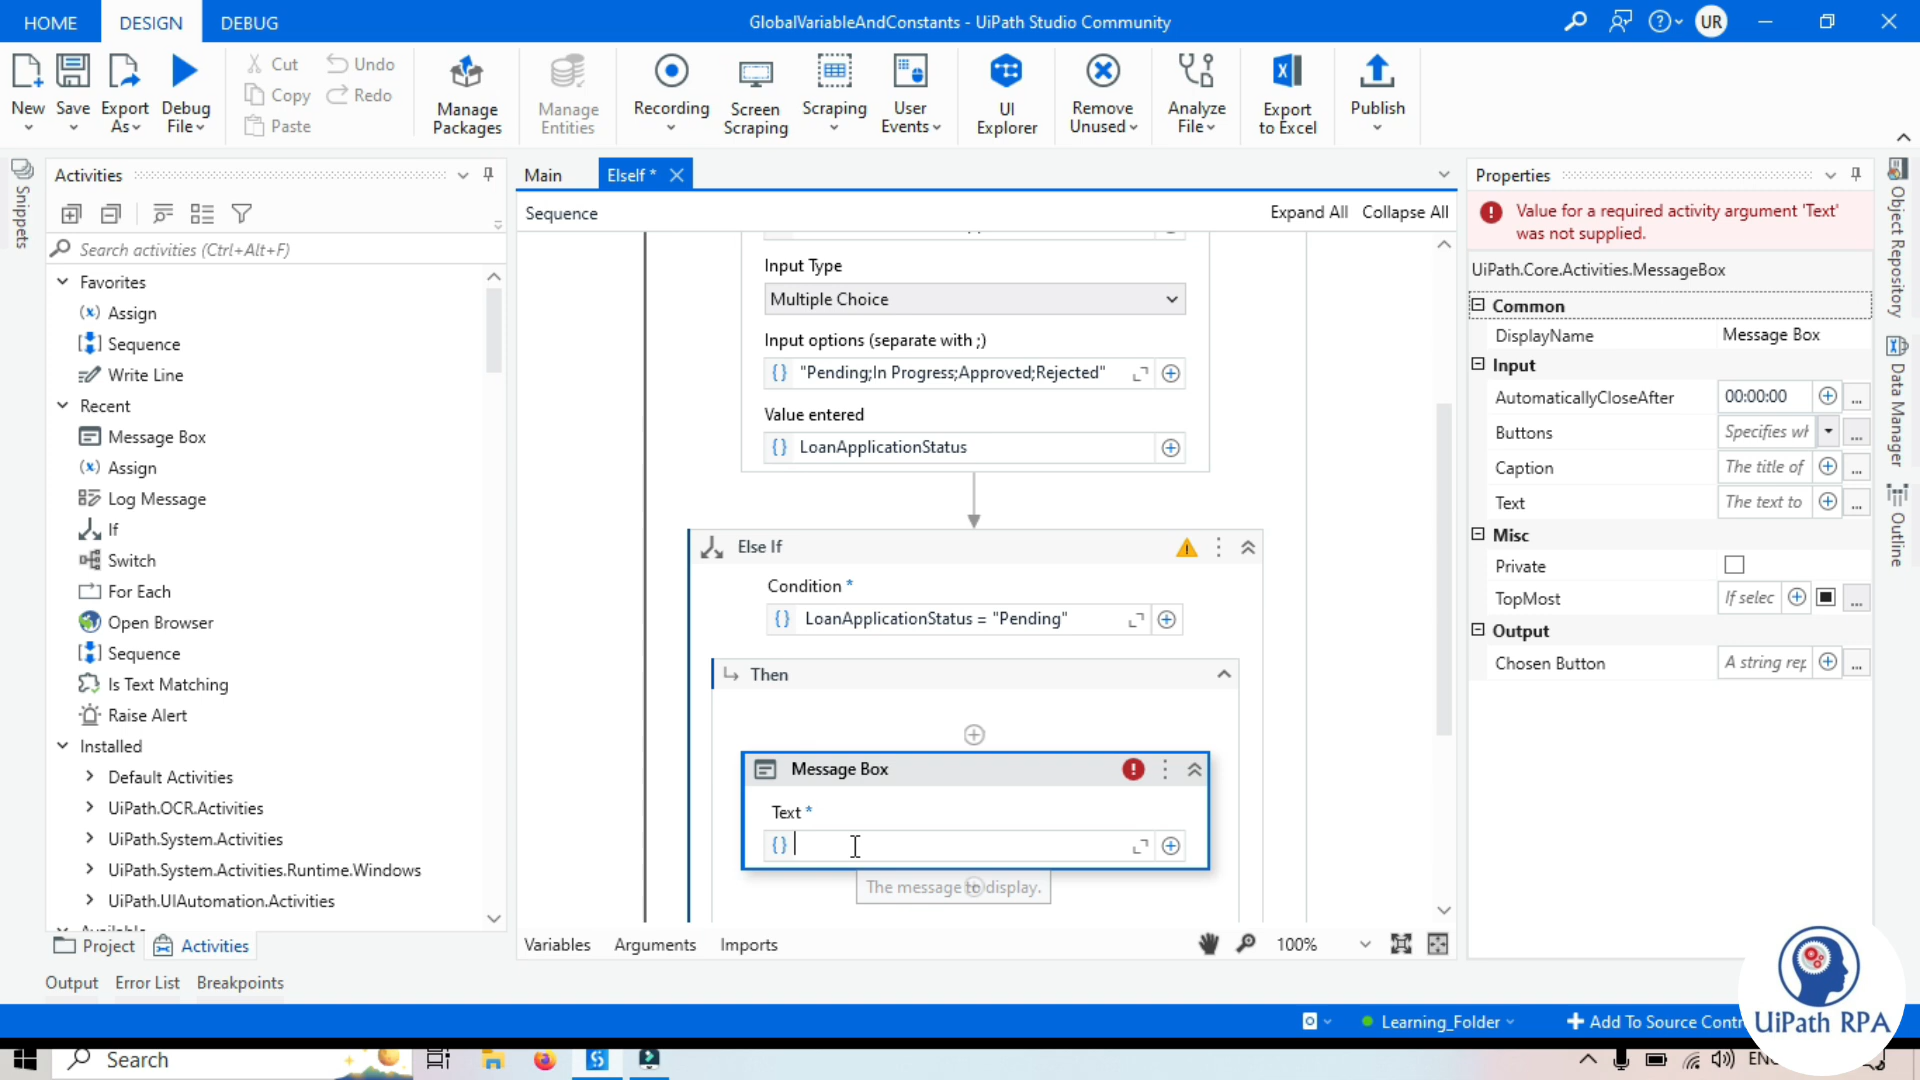 HOME
DESIGN
DEBUG
GlobalVariableAndConstants - UiPath Studio Community
UR
New
Save
Export As
Debug File
Cut
Copy
Paste
Undo
Redo
Manage Packages
Manage Entities
Recording
Screen Scraping
Scraping
User Events
UI Explorer
Remove Unused
Analyze File
Export to Excel
Publish
Snippets
Activities
Search activities (Ctrl+Alt+F)
Favorites
Assign
Sequence
Write Line
Recent
Message Box
Assign
Log Message
If
Switch
For Each
Open Browser
Sequence
Is Text Matching
Raise Alert
Installed
Default Activities
UiPath.OCR.Activities
UiPath.System.Activities
UiPath.System.Activities.Runtime.Windows
UiPath.UIAutomation.Activities
Project
Activities
Main
ElseIf *
Sequence
Expand All
Collapse All
Input Type
Multiple Choice
Input options (separate with ;)
"Pending;In Progress;Approved;Rejected"
Value entered
LoanApplicationStatus
Else If
Condition *
LoanApplicationStatus = "Pending"
Then
Message Box
Text *
The message to display.
Variables
Arguments
Imports
100%
Properties
Value for a required activity argument 'Text'
was not supplied.
UiPath.Core.Activities.MessageBox
Common
DisplayName
Message Box
Input
AutomaticallyCloseAfter
00:00:00
...
Buttons
Specifies wh
...
Caption
The title of
...
Text
The text to
...
Misc
Private
TopMost
If selec
...
Output
Chosen Button
A string rep
...
Object Repository
Data Manager
Outline
Output
Error List
Breakpoints
Learning_Folder
Add To Source Contr
UiPath RPA
Search